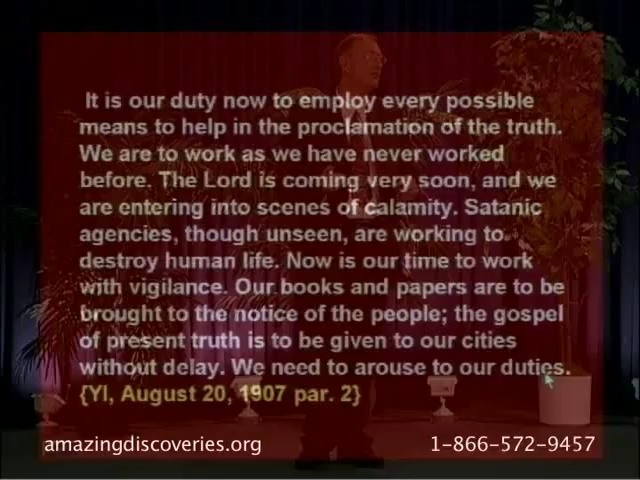 It is our duty now to employ every possible
means to help in the proclamation of the truth.
We are to work as we have never worked
before. The Lord is coming very soon, and we
are entering into scenes of calamity. Satanic
agencies, though unseen, are working to
destroy human life. Now is our time to work
with vigilance. Our books and papers are to be
brought to the notice of the people; the gospel
of present truth is to be given to our cities
without delay. We need to arouse to our duties.
{YI, August 20, 1907 par. 2}
amazingdiscoveries.org
1-866-572-9457